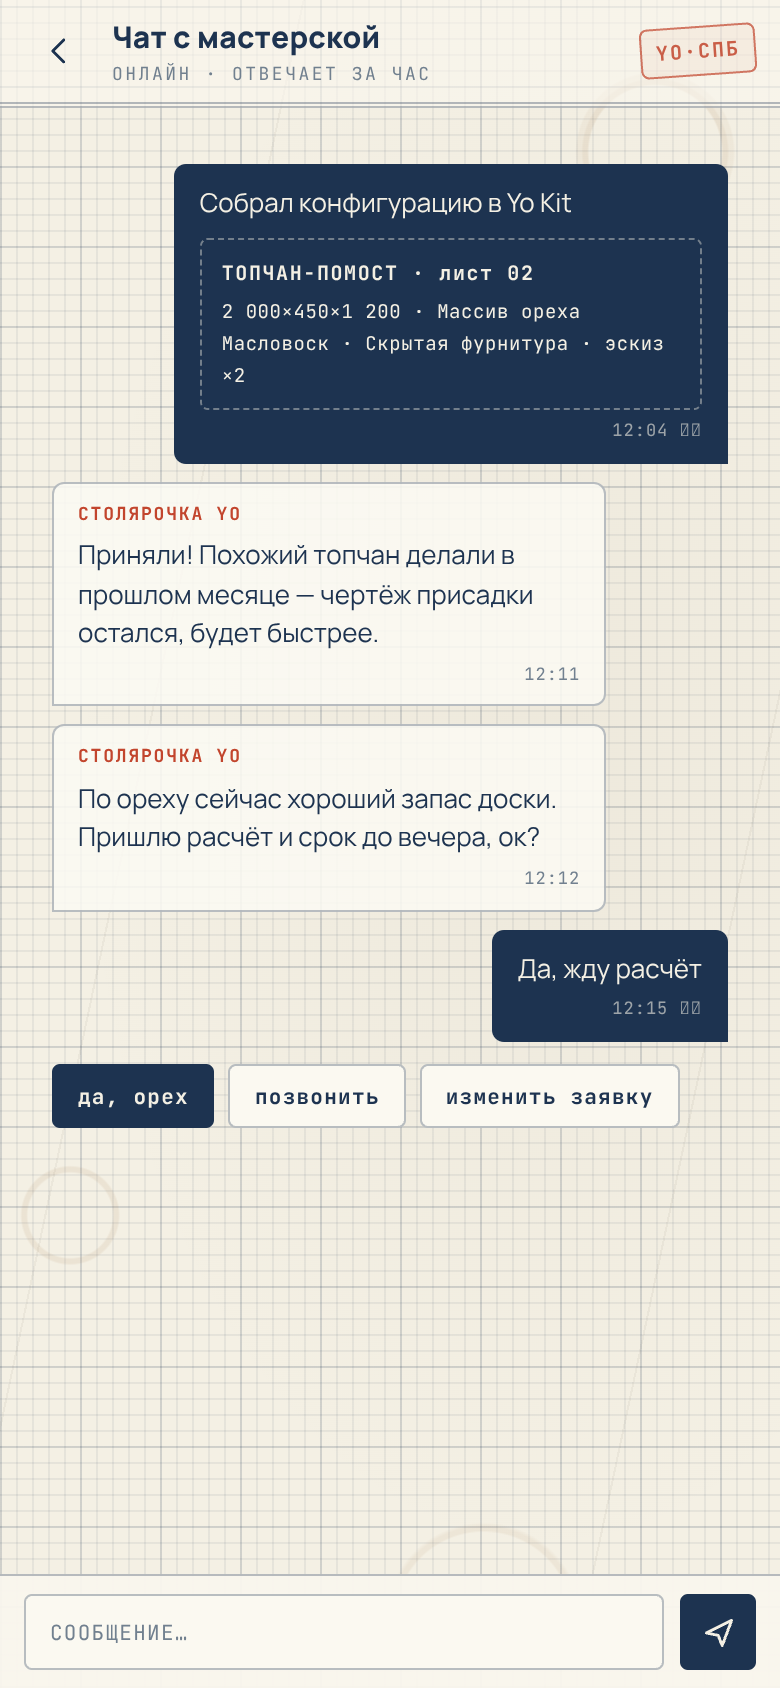 Чат с мастерской
ОНЛАЙН · ОТВЕЧАЕТ ЗА ЧАС
YO·СПБ
Собрал конфигурацию в Yo Kit
ТОПЧАН-ПОМОСТ · лист 02
2 000×450×1 200 · Массив ореха
Масловоск · Скрытая фурнитура · эскиз
×2
12:04
СТОЛЯРОЧКА YO
Приняли! Похожий топчан делали в
прошлом месяце — чертёж присадки
остался, будет быстрее.
12:11
СТОЛЯРОЧКА YO
По ореху сейчас хороший запас доски.
Пришлю расчёт и срок до вечера, ок?
12:12
Да, жду расчёт
12:15
да, орех
позвонить
изменить заявку
СООБЩЕНИЕ…